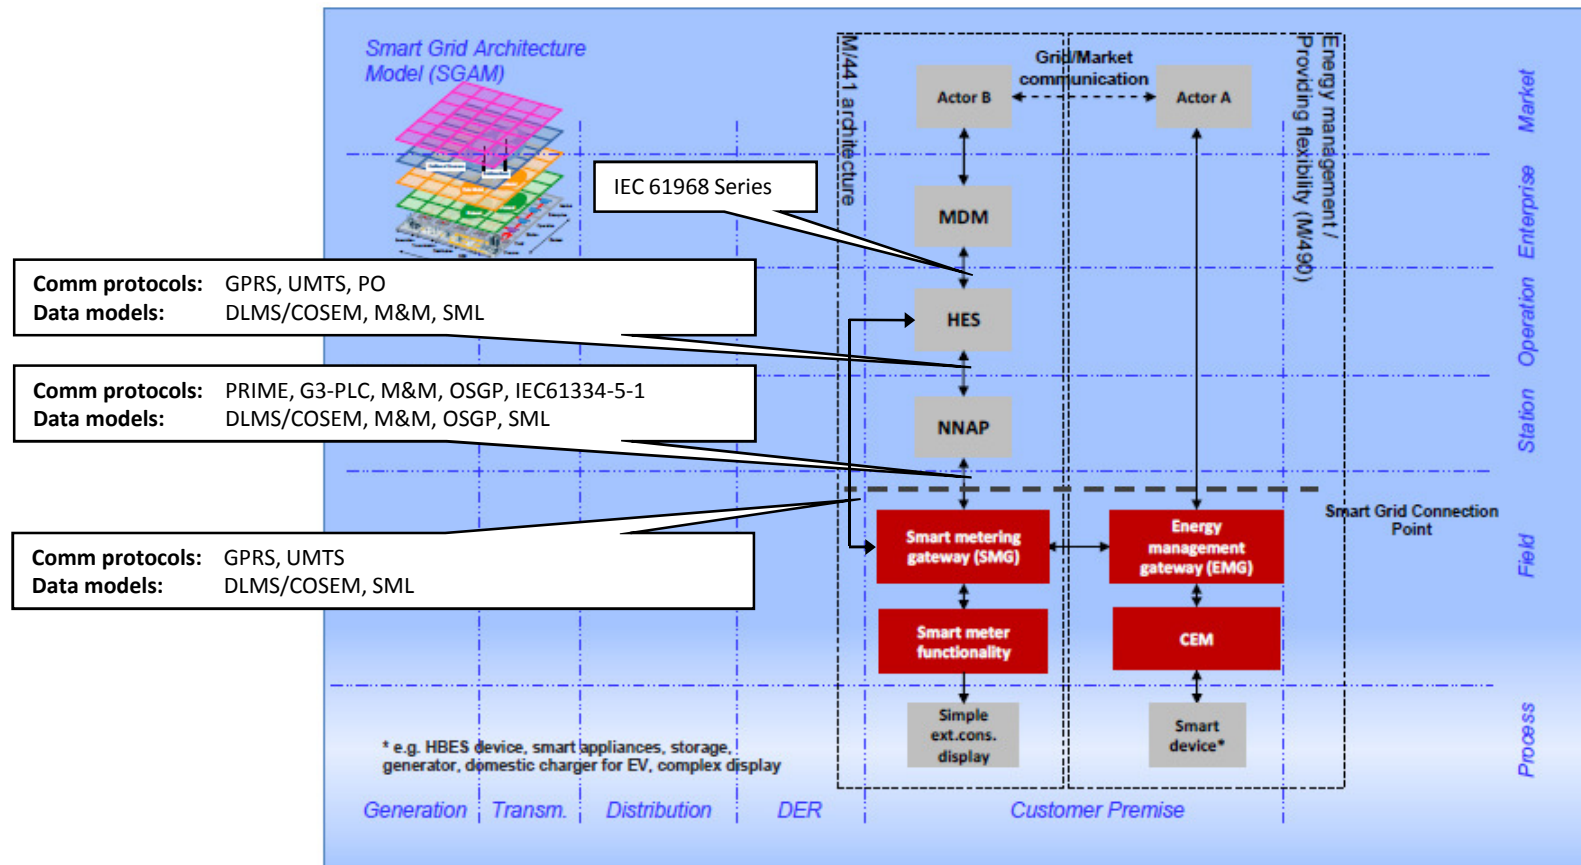 Smart Grid Architecture
Model (SGAM)
M/441 architecture
Grid/Market
communication
Energy management /
Providing flexibility (M/490)
Actor B
Actor A
Market
IEC 61968 Series
MDM
Enterprise
Comm protocols: GPRS, UMTS, PO
Data models: DLMS/COSEM, M&M, SML
HES
Operation
Comm protocols: PRIME, G3-PLC, M&M, OSGP, IEC61334-5-1
Data models: DLMS/COSEM, M&M, OSGP, SML
NNAP
Station
Smart Grid Connection
Point
Comm protocols: GPRS, UMTS
Data models: DLMS/COSEM, SML
Smart metering
gateway (SMG)
Energy
management
gateway (EMG)
Field
Smart meter
functionality
CEM
Simple
ext.cons.
display
Smart
device*
Process
* e.g. HBES device, smart appliances, storage,
generator, domestic charger for EV, complex display
Generation
Transm.
Distribution
DER
Customer Premise